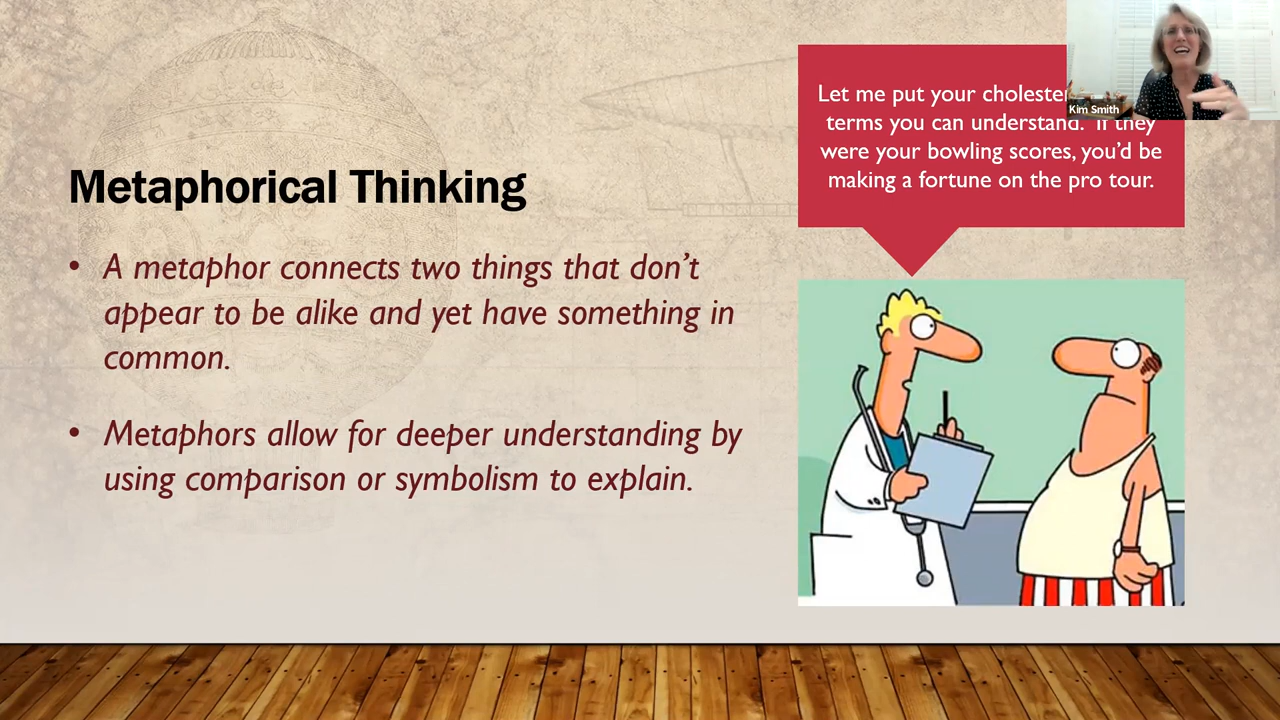 Metaphorical Thinking
• A metaphor connects two things that don't
appear to be alike and yet have something in
common.
• Metaphors allow for deeper understanding by
using comparison or symbolism to explain.
Let me put your
terms you can understand. If they
were your bowling scores, you'd be
making a fortune on the pro tour.
Kim Smith